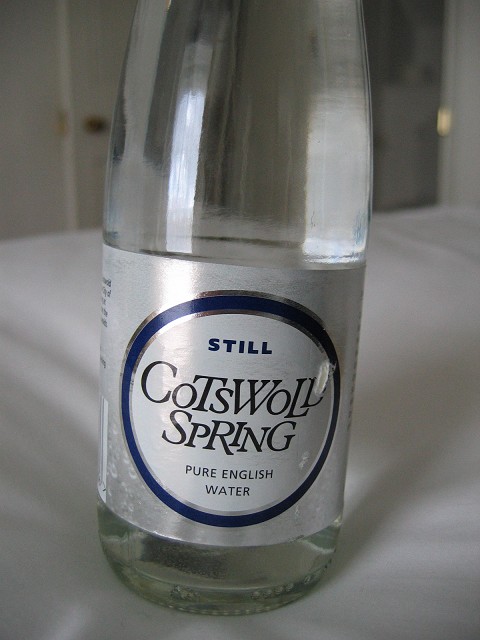 STILL
COTSWOLD
SPRING
PURE ENGLISH
WATER